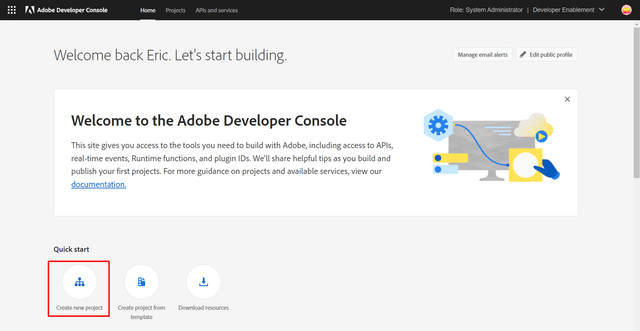 Adobe Developer Console
Home
Projects
APIs and services
Role: System Administrator | Developer Enablement
Welcome back Eric. Let's start building.
Manage email alerts
Edit public profile
Welcome to the Adobe Developer Console
This site gives you access to the tools you need to build with Adobe, including access to APIs,
real-time events, Runtime functions, and plugin IDs. We'll share helpful tips as you build and
publish your first projects. For more guidance on projects and available services, view our
documentation.
Quick start
Create new project
Create project from
template
Download resources